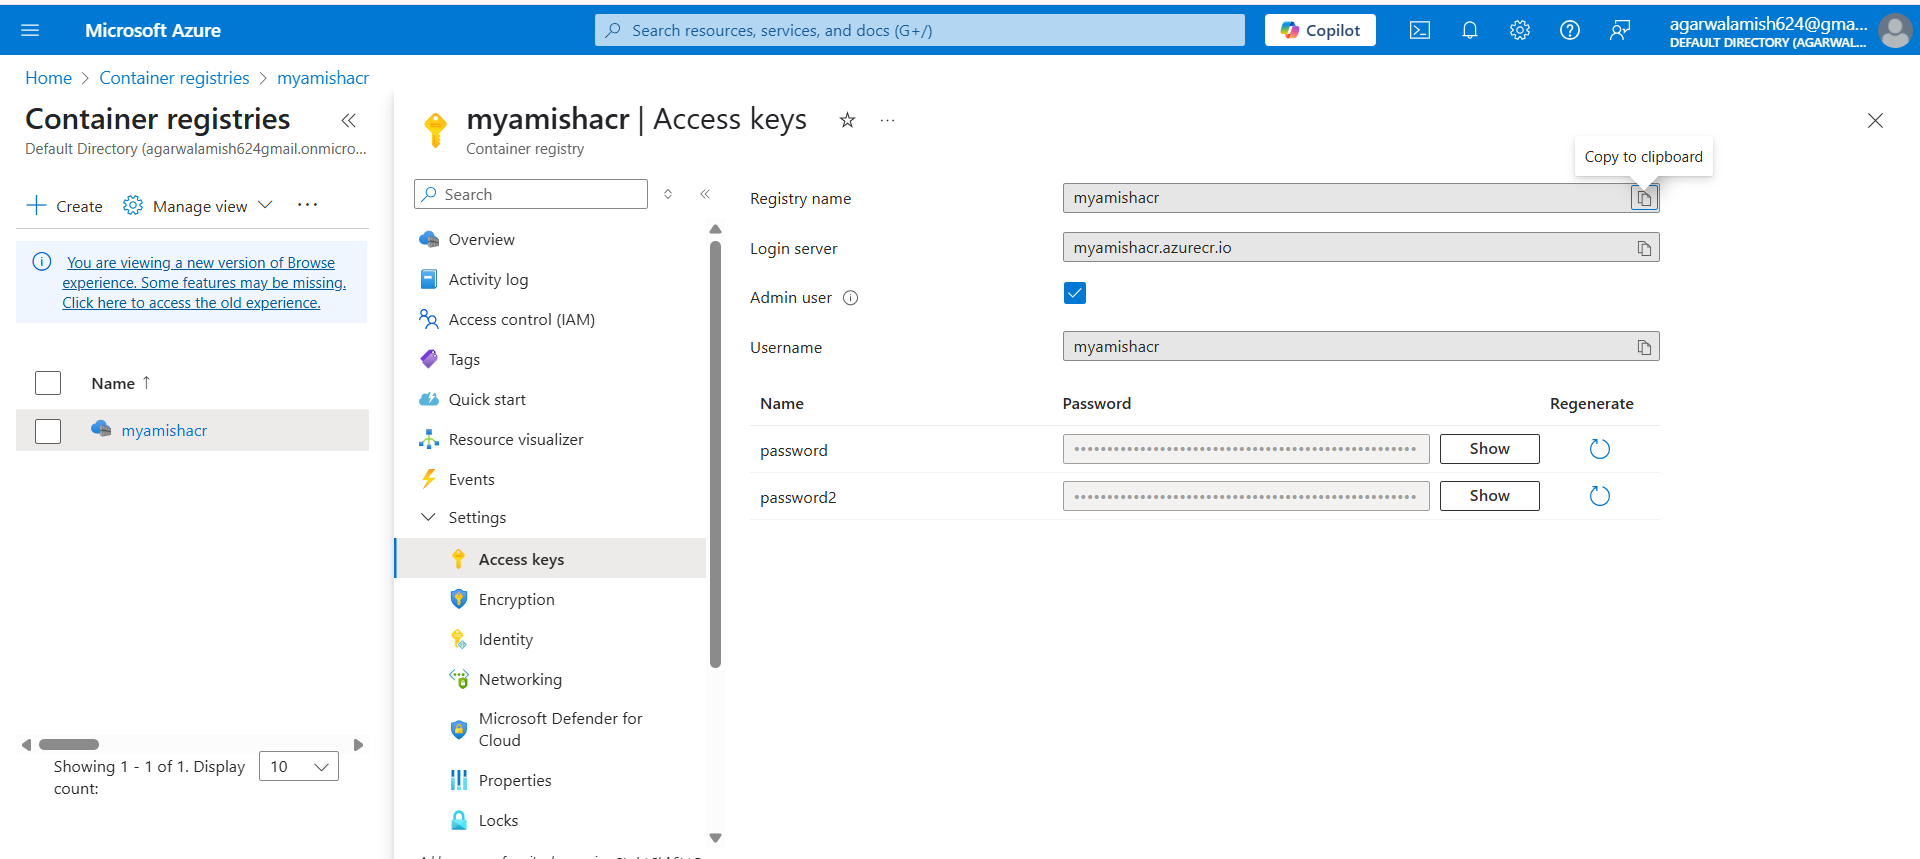 Microsoft Azure
Search resources, services, and docs (G+/)
Copilot
agarwalamish624@gma...
DEFAULT DIRECTORY (AGARWAL...
Home > Container registries > myamishacr
Container registries
Default Directory (agarwalamish624gmail.onmicro...
Create
Manage view
...
You are viewing a new version of Browse
experience. Some features may be missing.
Click here to access the old experience.
Name ↑
myamishacr
Showing 1 - 1 of 1. Display
count:
10
myamishacr | Access keys
...
Container registry
Search
Overview
Activity log
Access control (IAM)
Tags
Quick start
Resource visualizer
Events
Settings
Access keys
Encryption
Identity
Networking
Microsoft Defender for
Cloud
Properties
Locks
Copy to clipboard
Registry name
myamishacr
Login server
myamishacr.azurecr.io
Admin user
Username
myamishacr
Name Password Regenerate
password
Show
password2
Show